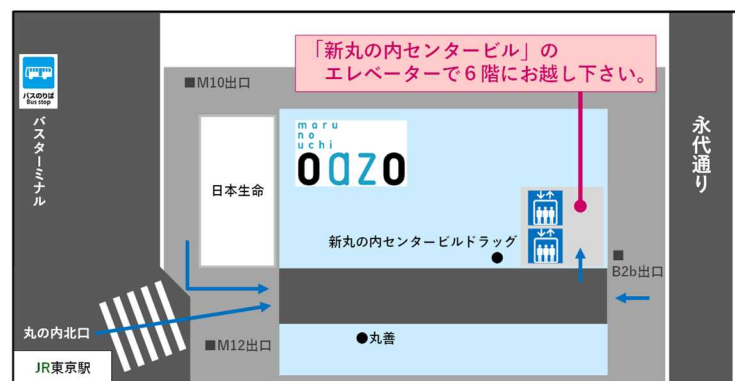 「新丸の内センタービル」の
エレベーターで6階にお越し下さい。
バスのりば
Bus stop
バスターミナル
■M10出口
maru
no
uchi
oazo
日本生命
永代通り
新丸の内センタービルドラッグ
■
B2b出口
丸の内北口
■M12出口
●丸善
JR東京駅